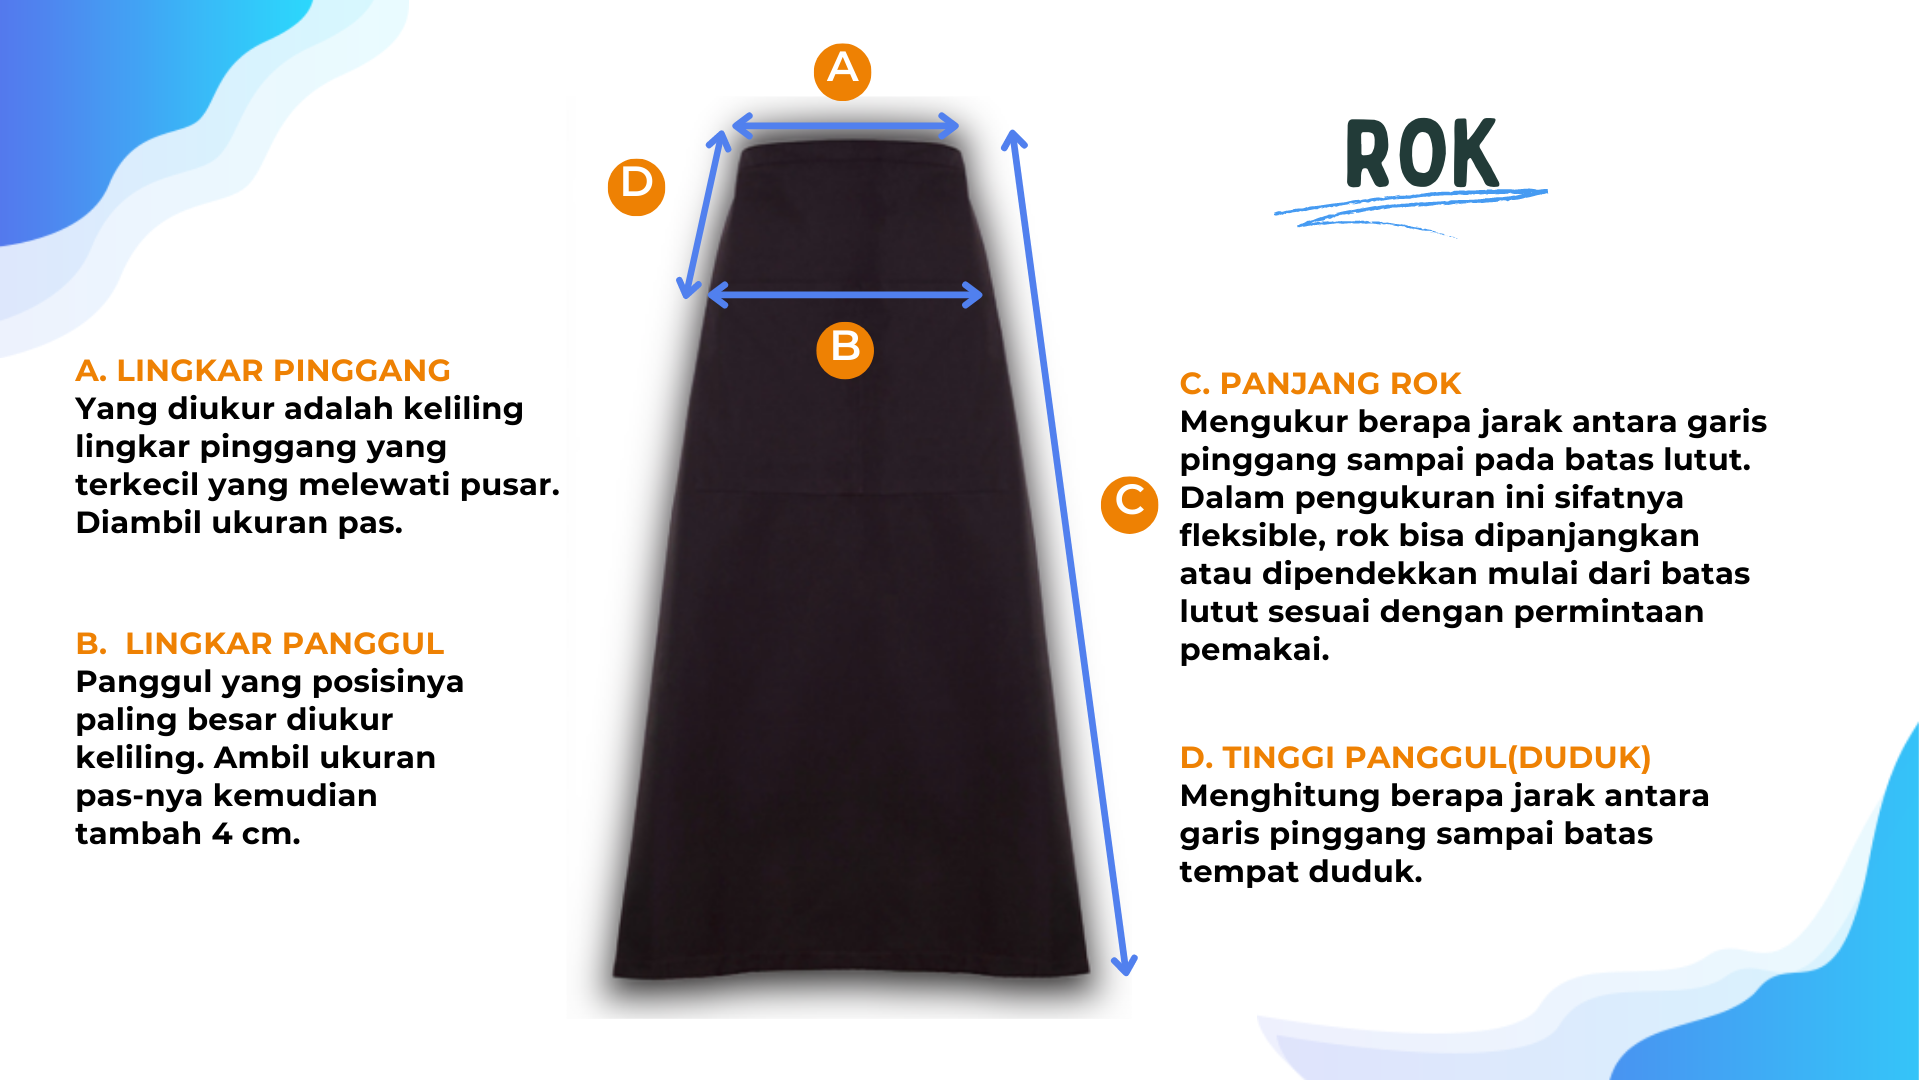 ROK
A
D
B
C
A. LINGKAR PINGGANG
Yang diukur adalah keliling
lingkar pinggang yang
terkecil yang melewati pusar.
Diambil ukuran pas.
B.  LINGKAR PANGGUL
Panggul yang posisinya
paling besar diukur
keliling. Ambil ukuran
pas-nya kemudian
tambah 4 cm.
C. PANJANG ROK
Mengukur berapa jarak antara garis
pinggang sampai pada batas lutut.
Dalam pengukuran ini sifatnya
fleksible, rok bisa dipanjangkan
atau dipendekkan mulai dari batas
lutut sesuai dengan permintaan
pemakai.
D. TINGGI PANGGUL(DUDUK)
Menghitung berapa jarak antara
garis pinggang sampai batas
tempat duduk.